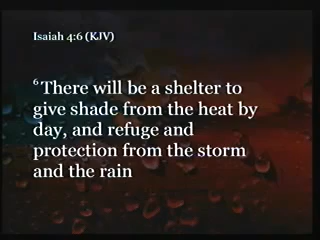 Isaiah 4:6 (KJV)
6 There will be a shelter to
give shade from the heat by
day, and refuge and
protection from the storm
and the rain